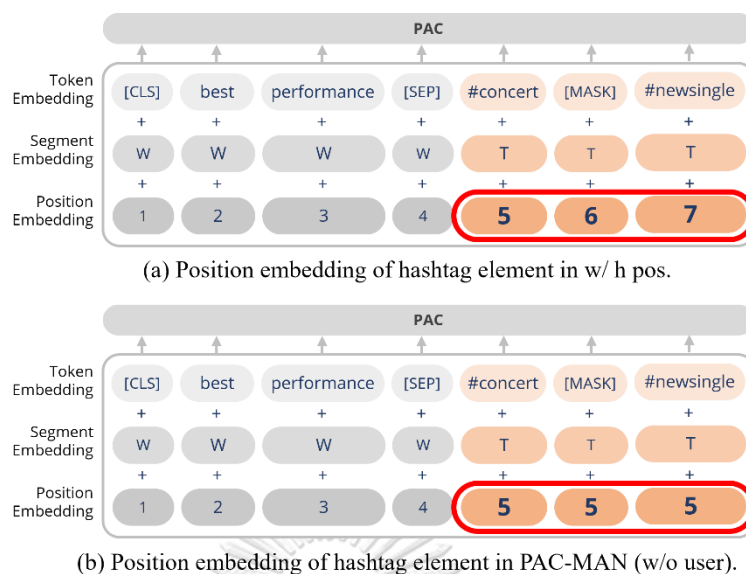 PAC
Token Embedding [CLS] best performance [SEP] #concert [MASK] #newsingle
+ + + + + + +
Segment Embedding W W W W T T T
+ + + + + + +
Position Embedding 1 2 3 4 5 6 7
(a) Position embedding of hashtag element in w/ h pos.
PAC
Token Embedding [CLS] best performance [SEP] #concert [MASK] #newsingle
+ + + + + + +
Segment Embedding W W W W T T T
+ + + + + + +
Position Embedding 1 2 3 4 5 5 5
(b) Position embedding of hashtag element in PAC-MAN (w/o user).